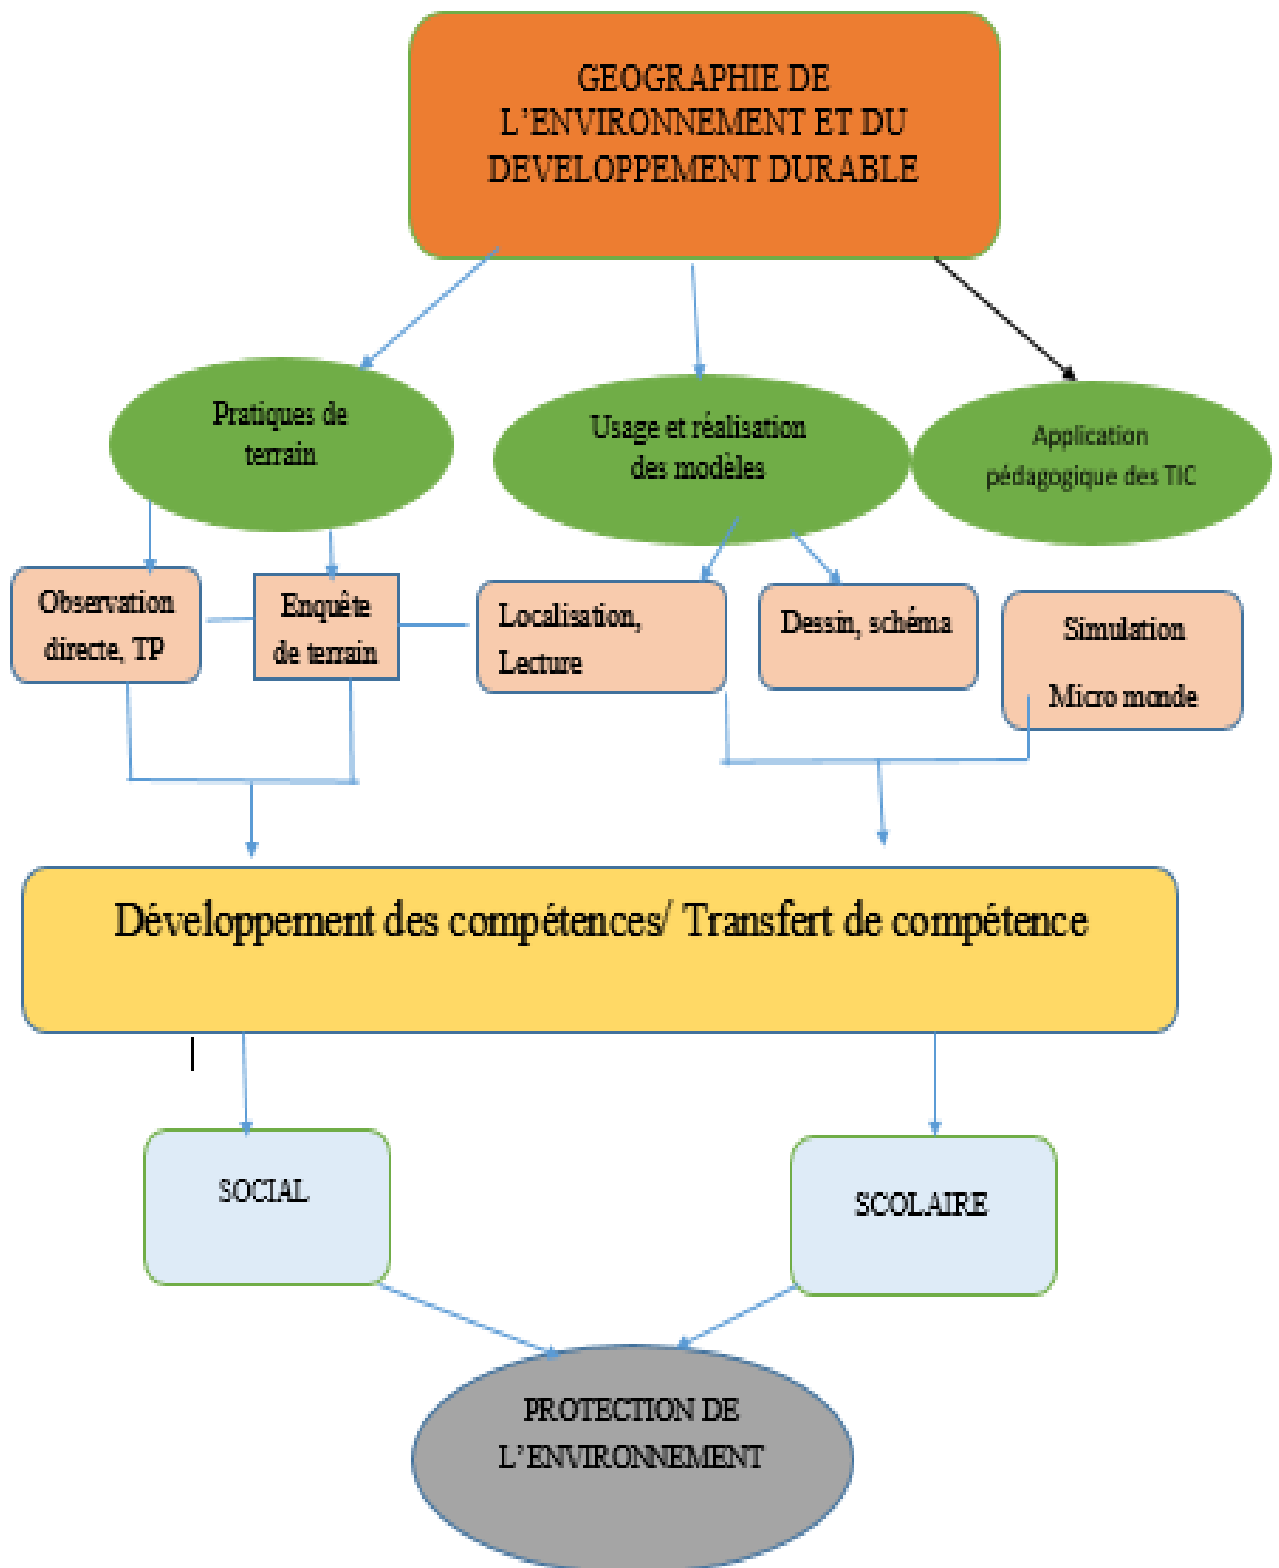 GEOGRAPHIE DE
L’ENVIRONNEMENT ET DU
DEVELOPPEMENT DURABLE
Pratiques de
terrain
Usage et réalisation
des modèles
Application
pédagogique des TIC
Observation
directe, TP
Enquête
de terrain
Localisation,
Lecture
Dessin, schéma
Simulation
Micro monde
Développement des compétences/ Transfert de compétence
SOCIAL
SCOLAIRE
PROTECTION DE
L’ENVIRONNEMENT